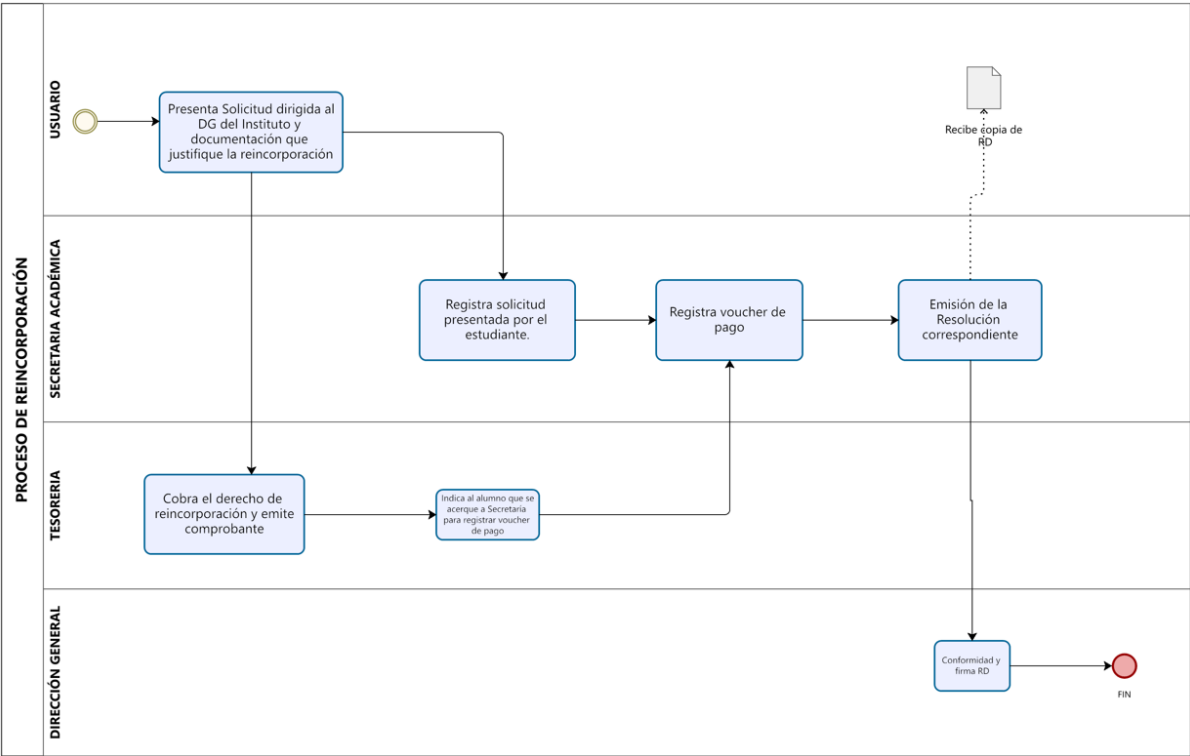 PROCESO DE REINCORPORACIÓN
USUARIO
Presenta Solicitud dirigida al
DG del Instituto y
documentación que
justifique la reincorporación
Recibe copia de
RD
SECRETARIA ACADÉMICA
Registra solicitud
presentada por el
estudiante.
Registra voucher de
pago
Emisión de la
Resolución
correspondiente
TESORERIA
Cobra el derecho de
reincorporación y emite
comprobante
Indica al alumno que se
acerque a Secretaría
para registrar voucher
de pago
DIRECCIÓN GENERAL
Conformidad y
firma RD
FIN